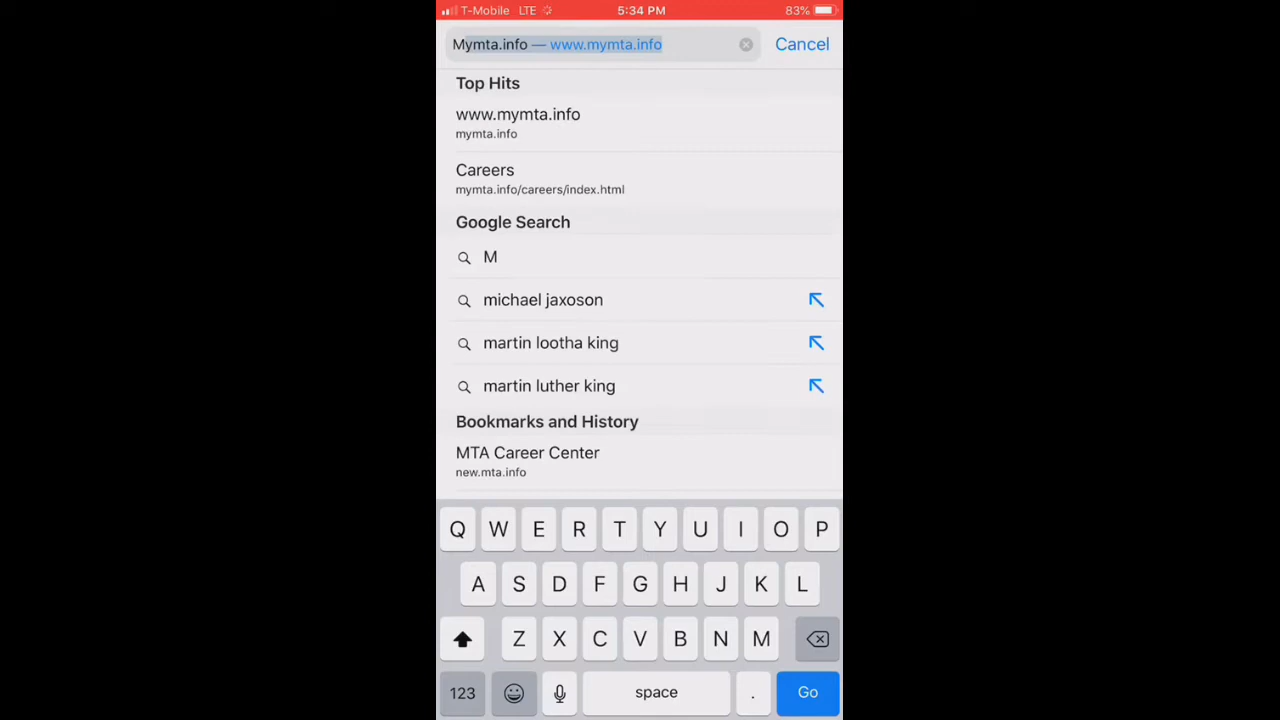 T-Mobile LTE 5:34 PM 83%
Mymta.info — www.mymta.info Cancel
Top Hits
www.mymta.info
mymta.info
Careers
mymta.info/careers/index.html
Google Search
M
michael jaxoson
martin lootha king
martin luther king
Bookmarks and History
MTA Career Center
new.mta.info
Q W E R T Y U I O P
A S D F G H J K L
Z X C V B N M
123 space . Go